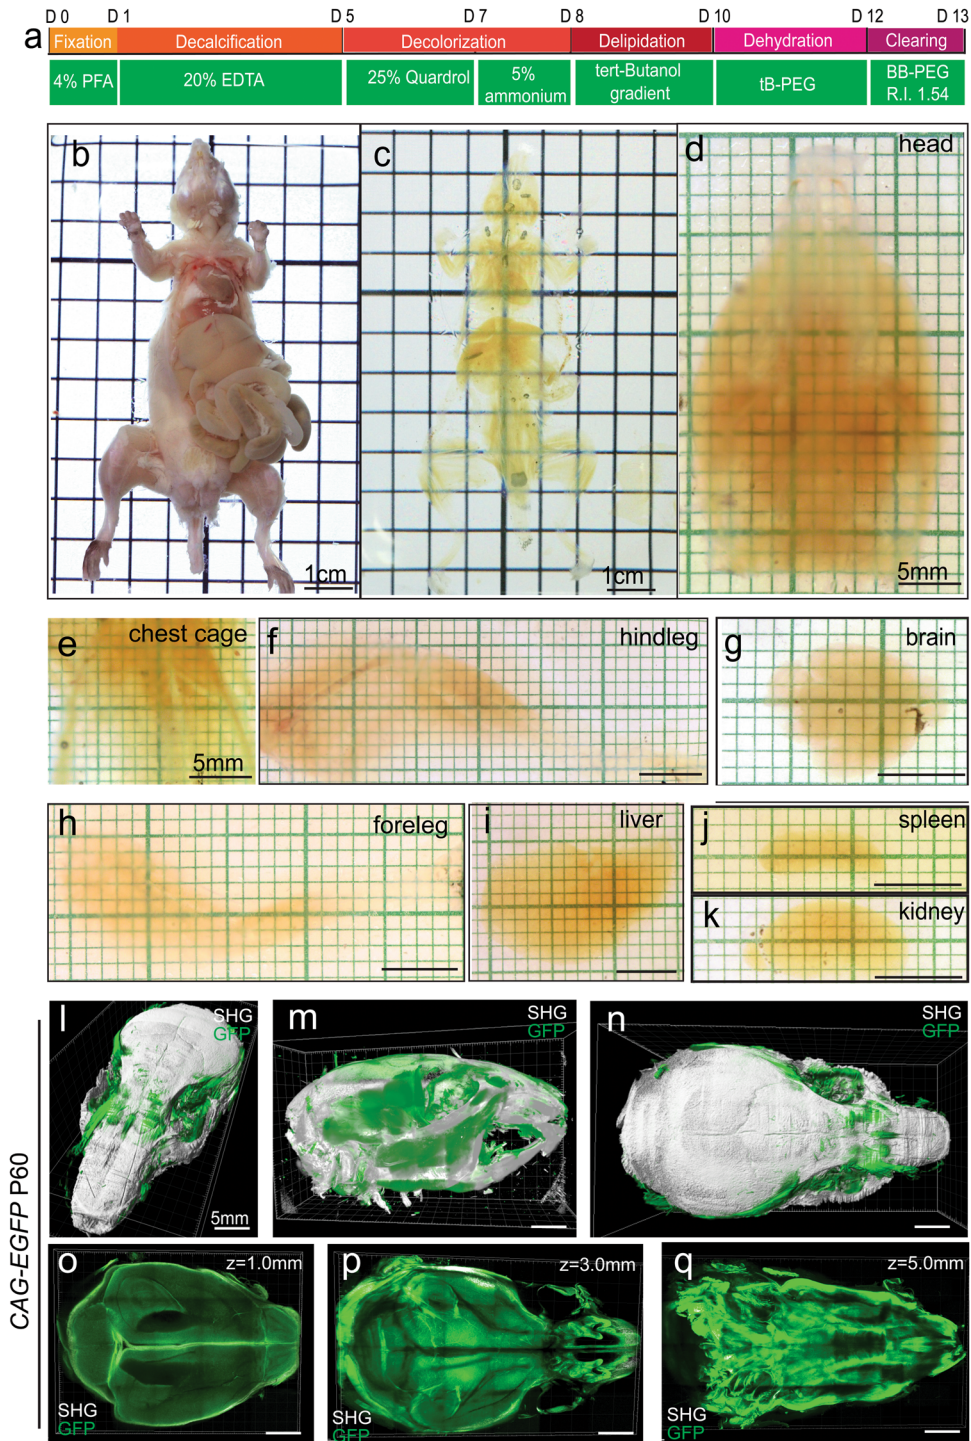 D 0 D 1 D 5 D 7 D 8 D 10 D 12 D 13
a
Fixation Decalcification Decolorization Delipidation Dehydration Clearing
4% PFA 20% EDTA 25% Quardrol 5% ammonium tert-Butanol gradient tB-PEG BB-PEG R.I. 1.54
b
1cm
c
1cm
d
head
5mm
e
chest cage
5mm
f
hindleg
g
brain
h
foreleg
i
liver
j
spleen
k
kidney
CAG-EGFP P60
l
SHG
GFP
5mm
m
SHG
GFP
n
SHG
GFP
o
z=1.0mm
SHG
GFP
p
z=3.0mm
SHG
GFP
q
z=5.0mm
SHG
GFP